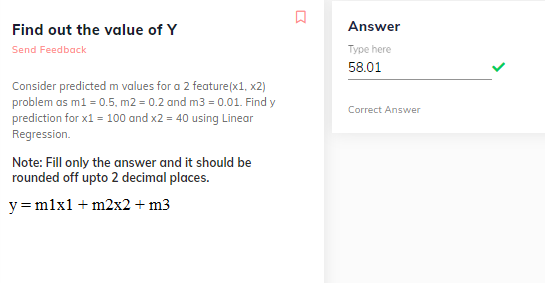 Find out the value of Y
Send Feedback
Consider predicted m values for a 2 feature(x1, x2)
problem as m1 = 0.5, m2 = 0.2 and m3 = 0.01. Find y
prediction for x1 = 100 and x2 = 40 using Linear
Regression.
Note: Fill only the answer and it should be
rounded off upto 2 decimal places.
y = m1x1 + m2x2 + m3
Answer
Type here
58.01
Correct Answer